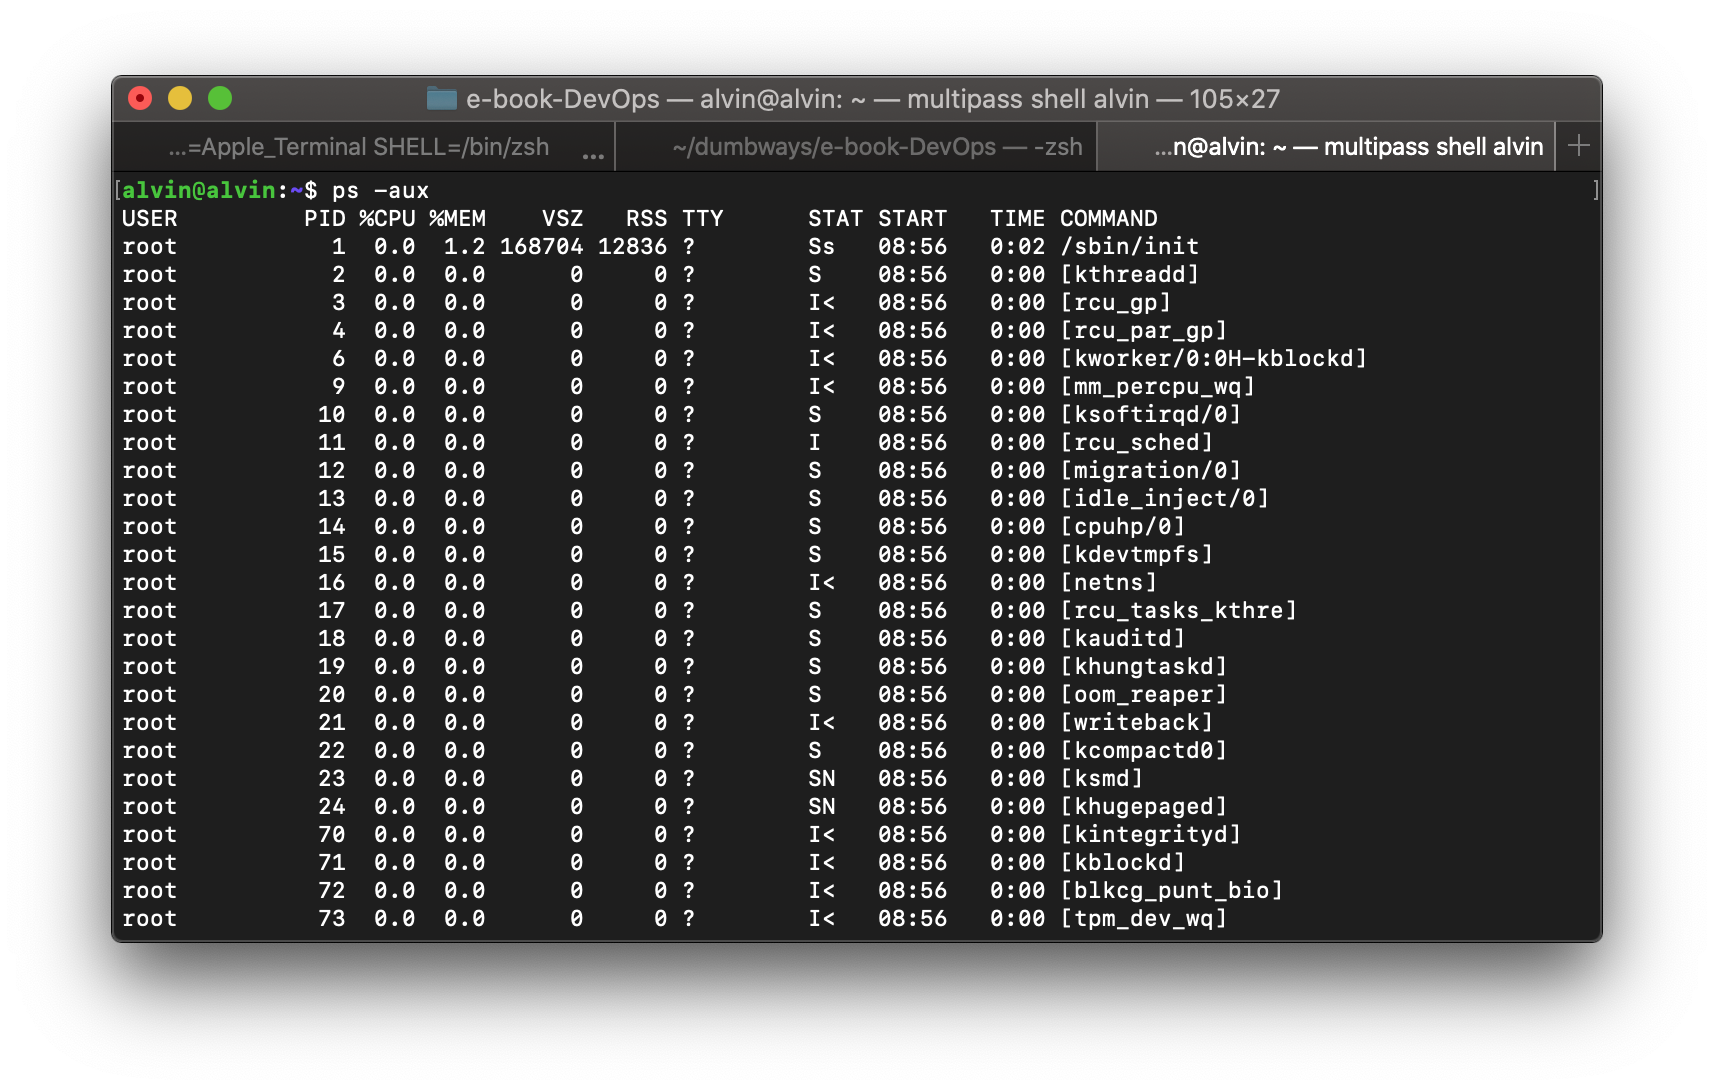 e-book-DevOps — alvin@alvin: ~ — multipass shell alvin — 105×27
...=Apple_Terminal SHELL=/bin/zsh ... ~/dumbways/e-book-DevOps — -zsh ...n@alvin: ~ — multipass shell alvin +
[alvin@alvin:~$ ps -aux ]
USER PID %CPU %MEM VSZ RSS TTY STAT START TIME COMMAND
root 1 0.0 1.2 168704 12836 ? Ss 08:56 0:02 /sbin/init
root 2 0.0 0.0 0 0 ? S 08:56 0:00 [kthreadd]
root 3 0.0 0.0 0 0 ? I< 08:56 0:00 [rcu_gp]
root 4 0.0 0.0 0 0 ? I< 08:56 0:00 [rcu_par_gp]
root 6 0.0 0.0 0 0 ? I< 08:56 0:00 [kworker/0:0H-kblockd]
root 9 0.0 0.0 0 0 ? I< 08:56 0:00 [mm_percpu_wq]
root 10 0.0 0.0 0 0 ? S 08:56 0:00 [ksoftirqd/0]
root 11 0.0 0.0 0 0 ? I 08:56 0:00 [rcu_sched]
root 12 0.0 0.0 0 0 ? S 08:56 0:00 [migration/0]
root 13 0.0 0.0 0 0 ? S 08:56 0:00 [idle_inject/0]
root 14 0.0 0.0 0 0 ? S 08:56 0:00 [cpuhp/0]
root 15 0.0 0.0 0 0 ? S 08:56 0:00 [kdevtmpfs]
root 16 0.0 0.0 0 0 ? I< 08:56 0:00 [netns]
root 17 0.0 0.0 0 0 ? S 08:56 0:00 [rcu_tasks_kthre]
root 18 0.0 0.0 0 0 ? S 08:56 0:00 [kauditd]
root 19 0.0 0.0 0 0 ? S 08:56 0:00 [khungtaskd]
root 20 0.0 0.0 0 0 ? S 08:56 0:00 [oom_reaper]
root 21 0.0 0.0 0 0 ? I< 08:56 0:00 [writeback]
root 22 0.0 0.0 0 0 ? S 08:56 0:00 [kcompactd0]
root 23 0.0 0.0 0 0 ? SN 08:56 0:00 [ksmd]
root 24 0.0 0.0 0 0 ? SN 08:56 0:00 [khugepaged]
root 70 0.0 0.0 0 0 ? I< 08:56 0:00 [kintegrityd]
root 71 0.0 0.0 0 0 ? I< 08:56 0:00 [kblockd]
root 72 0.0 0.0 0 0 ? I< 08:56 0:00 [blkcg_punt_bio]
root 73 0.0 0.0 0 0 ? I< 08:56 0:00 [tpm_dev_wq]